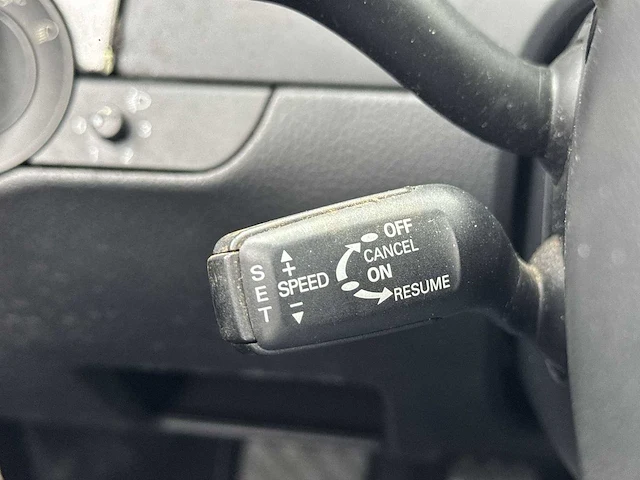 SET
+
SPEED
−
OFF
CANCEL
ON
RESUME